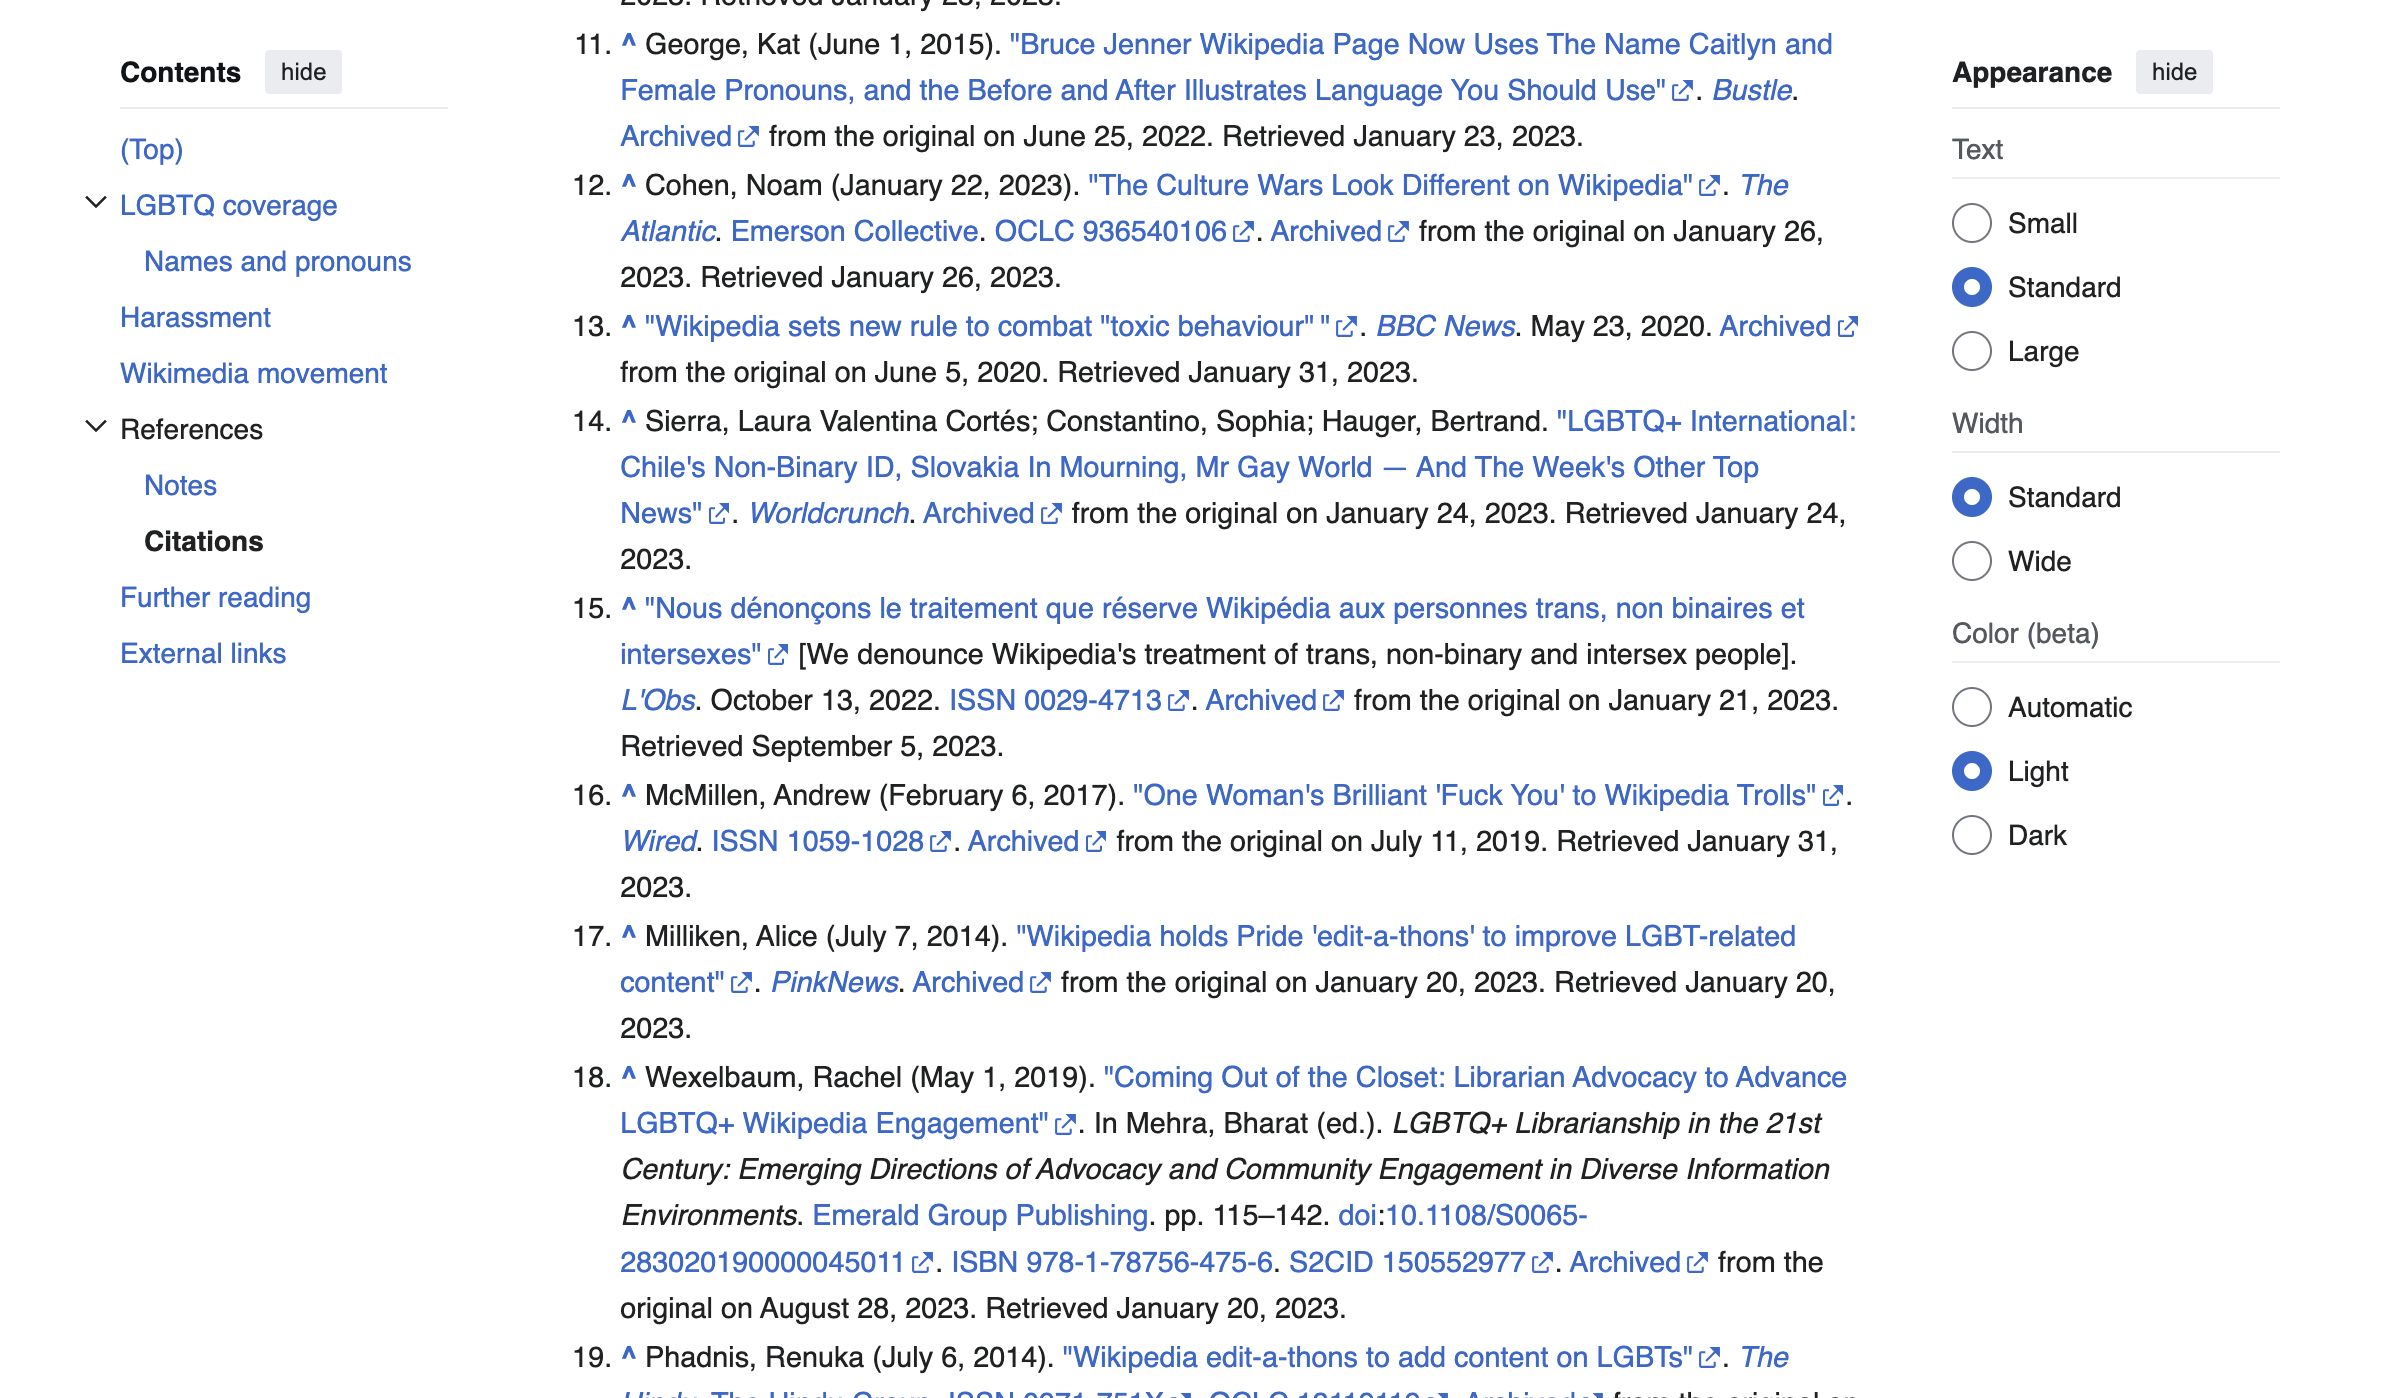 Contents hide
(Top)
LGBTQ coverage
Names and pronouns
Harassment
Wikimedia movement
References
Notes
Citations
Further reading
External links
11. ^ George, Kat (June 1, 2015). "Bruce Jenner Wikipedia Page Now Uses The Name Caitlyn and
Female Pronouns, and the Before and After Illustrates Language You Should Use". Bustle.
Archived from the original on June 25, 2022. Retrieved January 23, 2023.
12. ^ Cohen, Noam (January 22, 2023). "The Culture Wars Look Different on Wikipedia". The
Atlantic. Emerson Collective. OCLC 936540106. Archived from the original on January 26,
2023. Retrieved January 26, 2023.
13. ^ "Wikipedia sets new rule to combat "toxic behaviour" ". BBC News. May 23, 2020. Archived
from the original on June 5, 2020. Retrieved January 31, 2023.
14. ^ Sierra, Laura Valentina Cortés; Constantino, Sophia; Hauger, Bertrand. "LGBTQ+ International:
Chile's Non-Binary ID, Slovakia In Mourning, Mr Gay World — And The Week's Other Top
News". Worldcrunch. Archived from the original on January 24, 2023. Retrieved January 24,
2023.
15. ^ "Nous dénonçons le traitement que réserve Wikipédia aux personnes trans, non binaires et
intersexes" [We denounce Wikipedia's treatment of trans, non-binary and intersex people].
L'Obs. October 13, 2022. ISSN 0029-4713. Archived from the original on January 21, 2023.
Retrieved September 5, 2023.
16. ^ McMillen, Andrew (February 6, 2017). "One Woman's Brilliant 'Fuck You' to Wikipedia Trolls".
Wired. ISSN 1059-1028. Archived from the original on July 11, 2019. Retrieved January 31,
2023.
17. ^ Milliken, Alice (July 7, 2014). "Wikipedia holds Pride 'edit-a-thons' to improve LGBT-related
content". PinkNews. Archived from the original on January 20, 2023. Retrieved January 20,
2023.
18. ^ Wexelbaum, Rachel (May 1, 2019). "Coming Out of the Closet: Librarian Advocacy to Advance
LGBTQ+ Wikipedia Engagement". In Mehra, Bharat (ed.). LGBTQ+ Librarianship in the 21st
Century: Emerging Directions of Advocacy and Community Engagement in Diverse Information
Environments. Emerald Group Publishing. pp. 115–142. doi:10.1108/S0065-
283020190000045011. ISBN 978-1-78756-475-6. S2CID 150552977. Archived from the
original on August 28, 2023. Retrieved January 20, 2023.
19. ^ Phadnis, Renuka (July 6, 2014). "Wikipedia edit-a-thons to add content on LGBTs". The
Appearance hide
Text
Small
Standard
Large
Width
Standard
Wide
Color (beta)
Automatic
Light
Dark